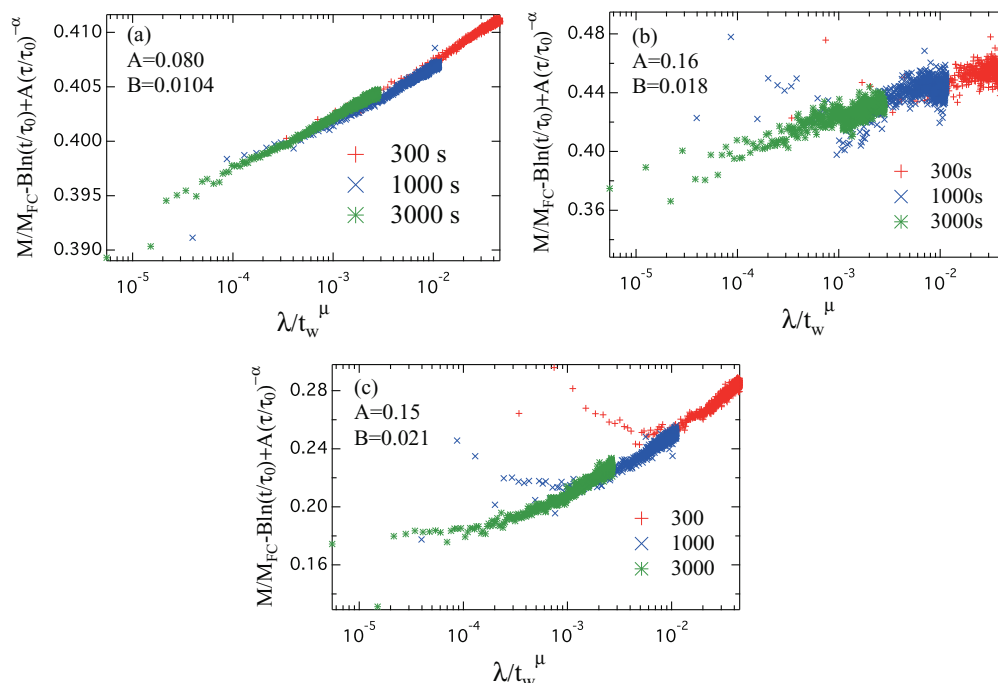 (a)
A=0.080
B=0.0104
M/M_FC-Bln(t/τ₀)+A(τ/τ₀)^−α
0.410
0.405
0.400
0.395
0.390
+ 300 s
× 1000 s
✳ 3000 s
10⁻⁵ 10⁻⁴ 10⁻³ 10⁻²
λ/t_w^μ
(b)
A=0.16
B=0.018
M/M_FC-Bln(t/τ₀)+A(τ/τ₀)^−α
0.48
0.44
0.40
0.36
+ 300s
× 1000s
✳ 3000s
10⁻⁵ 10⁻⁴ 10⁻³ 10⁻²
λ/t_w^μ
(c)
A=0.15
B=0.021
M/M_FC-Bln(t/τ₀)+A(τ/τ₀)^−α
0.28
0.24
0.20
0.16
+ 300
× 1000
✳ 3000
10⁻⁵ 10⁻⁴ 10⁻³ 10⁻²
λ/t_w^μ